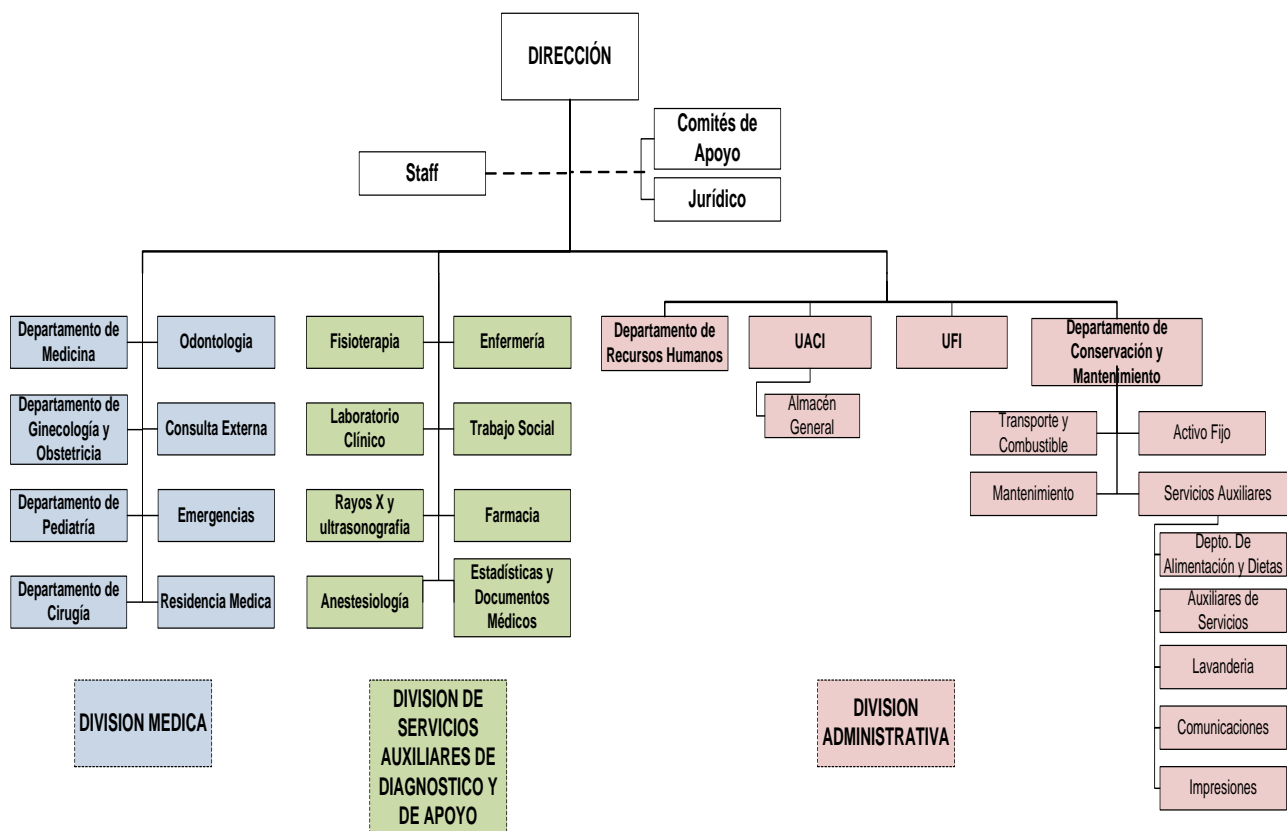 DIRECCIÓN
Comités de
Apoyo
Staff
Jurídico
Departamento de
Medicina
Odontologia
Departamento de
Ginecología y
Obstetricia
Consulta Externa
Departamento de
Pediatría
Emergencias
Departamento de
Cirugía
Residencia Medica
Fisioterapia
Enfermería
Laboratorio
Clínico
Trabajo Social
Rayos X y
ultrasonografia
Farmacia
Anestesiología
Estadísticas y
Documentos
Médicos
Departamento de
Recursos Humanos
UACI
Almacén
General
UFI
Departamento de
Conservación y
Mantenimiento
Transporte y
Combustible
Activo Fijo
Mantenimiento
Servicios Auxiliares
Depto. De
Alimentación y Dietas
Auxiliares de
Servicios
Lavanderia
Comunicaciones
Impresiones
DIVISION MEDICA
DIVISION DE
SERVICIOS
AUXILIARES DE
DIAGNOSTICO Y
DE APOYO
DIVISION
ADMINISTRATIVA